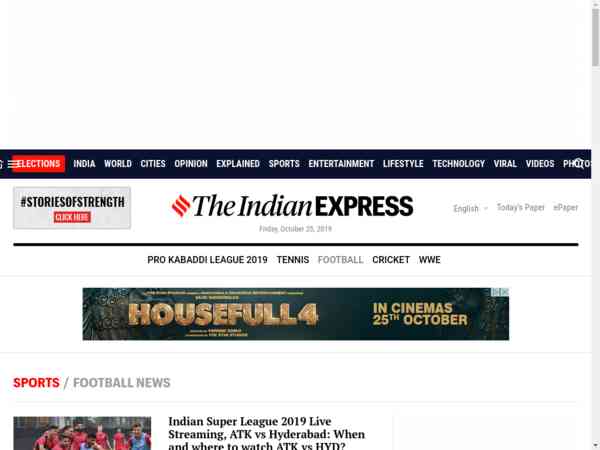 ELECTIONS INDIA WORLD CITIES OPINION EXPLAINED SPORTS ENTERTAINMENT LIFESTYLE TECHNOLOGY VIRAL VIDEOS PHOTOS
#STORIESOFSTRENGTH
CLICK HERE
The Indian EXPRESS
English
Today's Paper
ePaper
Friday, October 25, 2019
PRO KABADDI LEAGUE 2019 TENNIS FOOTBALL CRICKET WWE
HOUSEFULL4
IN CINEMAS
25TH OCTOBER
SPORTS / FOOTBALL NEWS
Indian Super League 2019 Live
Streaming, ATK vs Hyderabad: When
and where to watch ATK vs HYD?